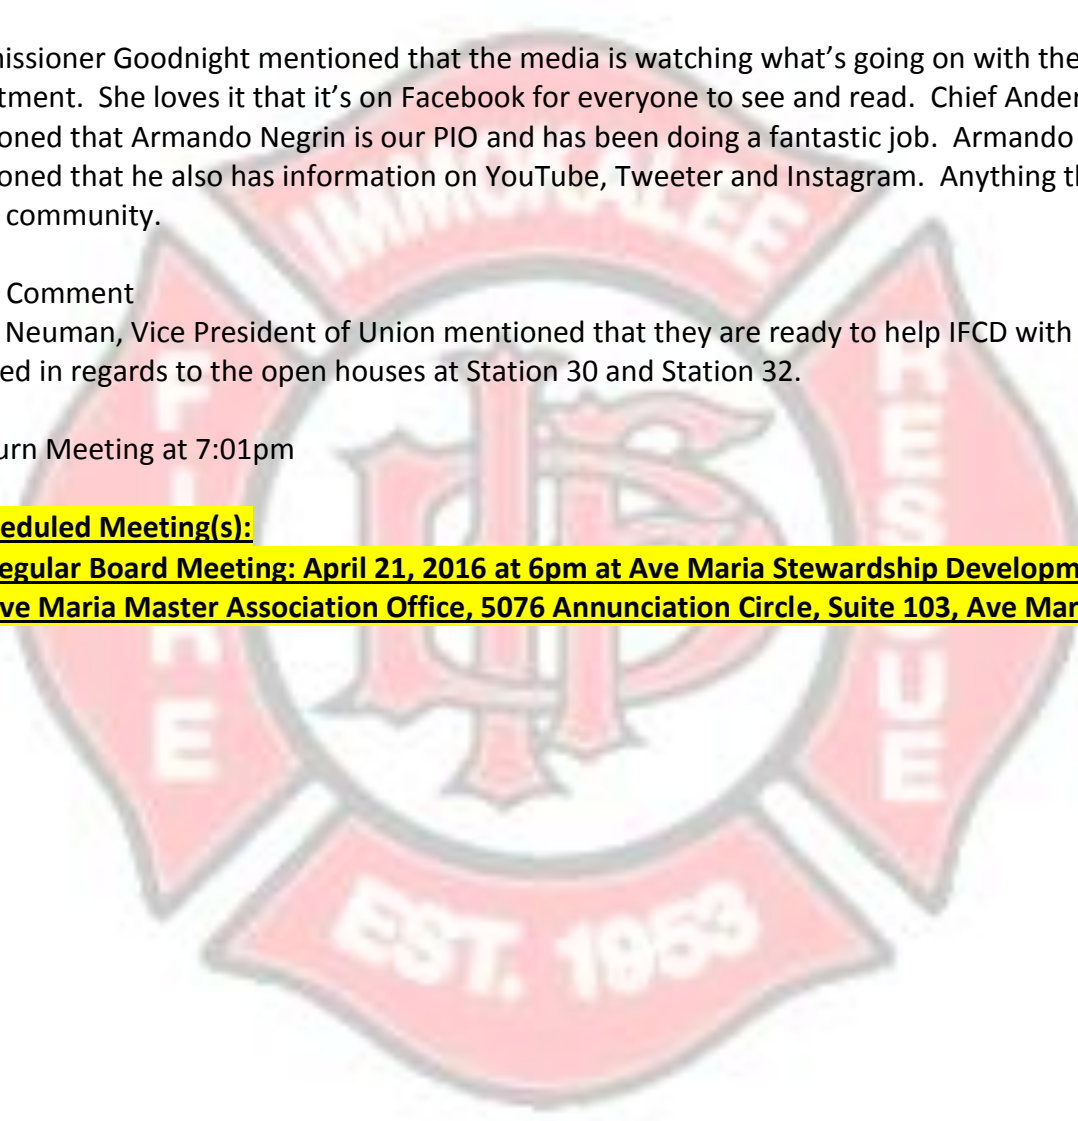 issioner Goodnight mentioned that the media is watching what's going on with the
tment.  She loves it that it's on Facebook for everyone to see and read.  Chief Ander
oned that Armando Negrin is our PIO and has been doing a fantastic job.  Armando
oned that he also has information on YouTube, Tweeter and Instagram.  Anything th
community.
Comment
Neuman, Vice President of Union mentioned that they are ready to help IFCD with
ed in regards to the open houses at Station 30 and Station 32.
urn Meeting at 7:01pm
eduled Meeting(s):
egular Board Meeting: April 21, 2016 at 6pm at Ave Maria Stewardship Developm
ve Maria Master Association Office, 5076 Annunciation Circle, Suite 103, Ave Mar
IMMOKALEE
FIRE
RESCUE
IFD
EST. 1953